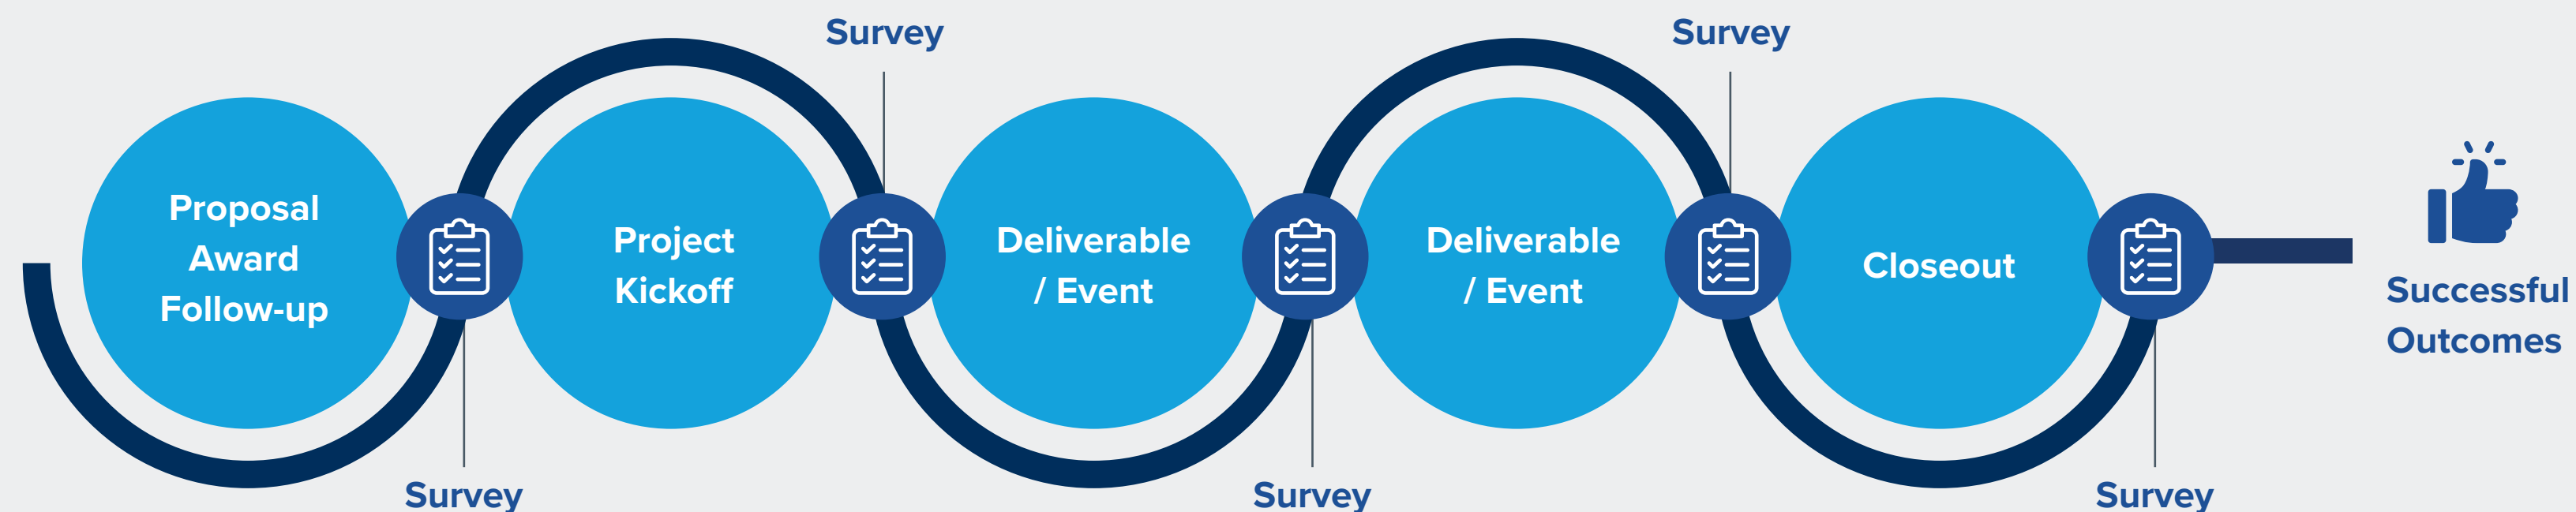 Survey
Survey
Proposal
Award
Follow-up
Project
Kickoff
Deliverable
/ Event
Deliverable
/ Event
Closeout
Successful
Outcomes
Survey
Survey
Survey